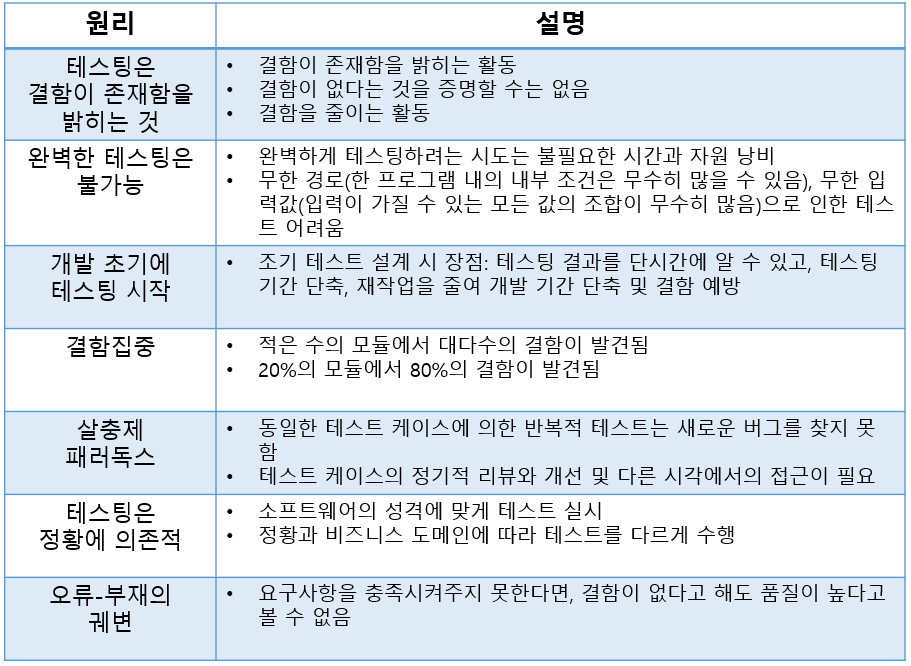 원리
설명
테스팅은
결함이 존재함을
밝히는 것
• 결함이 존재함을 밝히는 활동
• 결함이 없다는 것을 증명할 수는 없음
• 결함을 줄이는 활동
완벽한 테스팅은
불가능
• 완벽하게 테스팅하려는 시도는 불필요한 시간과 자원 낭비
• 무한 경로(한 프로그램 내의 내부 조건은 무수히 많을 수 있음), 무한 입
력값(입력이 가질 수 있는 모든 값의 조합이 무수히 많음)으로 인한 테스
트 어려움
개발 초기에
테스팅 시작
• 조기 테스트 설계 시 장점: 테스팅 결과를 단시간에 알 수 있고, 테스팅
기간 단축, 재작업을 줄여 개발 기간 단축 및 결함 예방
결함집중
• 적은 수의 모듈에서 대다수의 결함이 발견됨
• 20%의 모듈에서 80%의 결함이 발견됨
살충제
패러독스
• 동일한 테스트 케이스에 의한 반복적 테스트는 새로운 버그를 찾지 못
함
• 테스트 케이스의 정기적 리뷰와 개선 및 다른 시각에서의 접근이 필요
테스팅은
정황에 의존적
• 소프트웨어의 성격에 맞게 테스트 실시
• 정황과 비즈니스 도메인에 따라 테스트를 다르게 수행
오류-부재의
궤변
• 요구사항을 충족시켜주지 못한다면, 결함이 없다고 해도 품질이 높다고
볼 수 없음